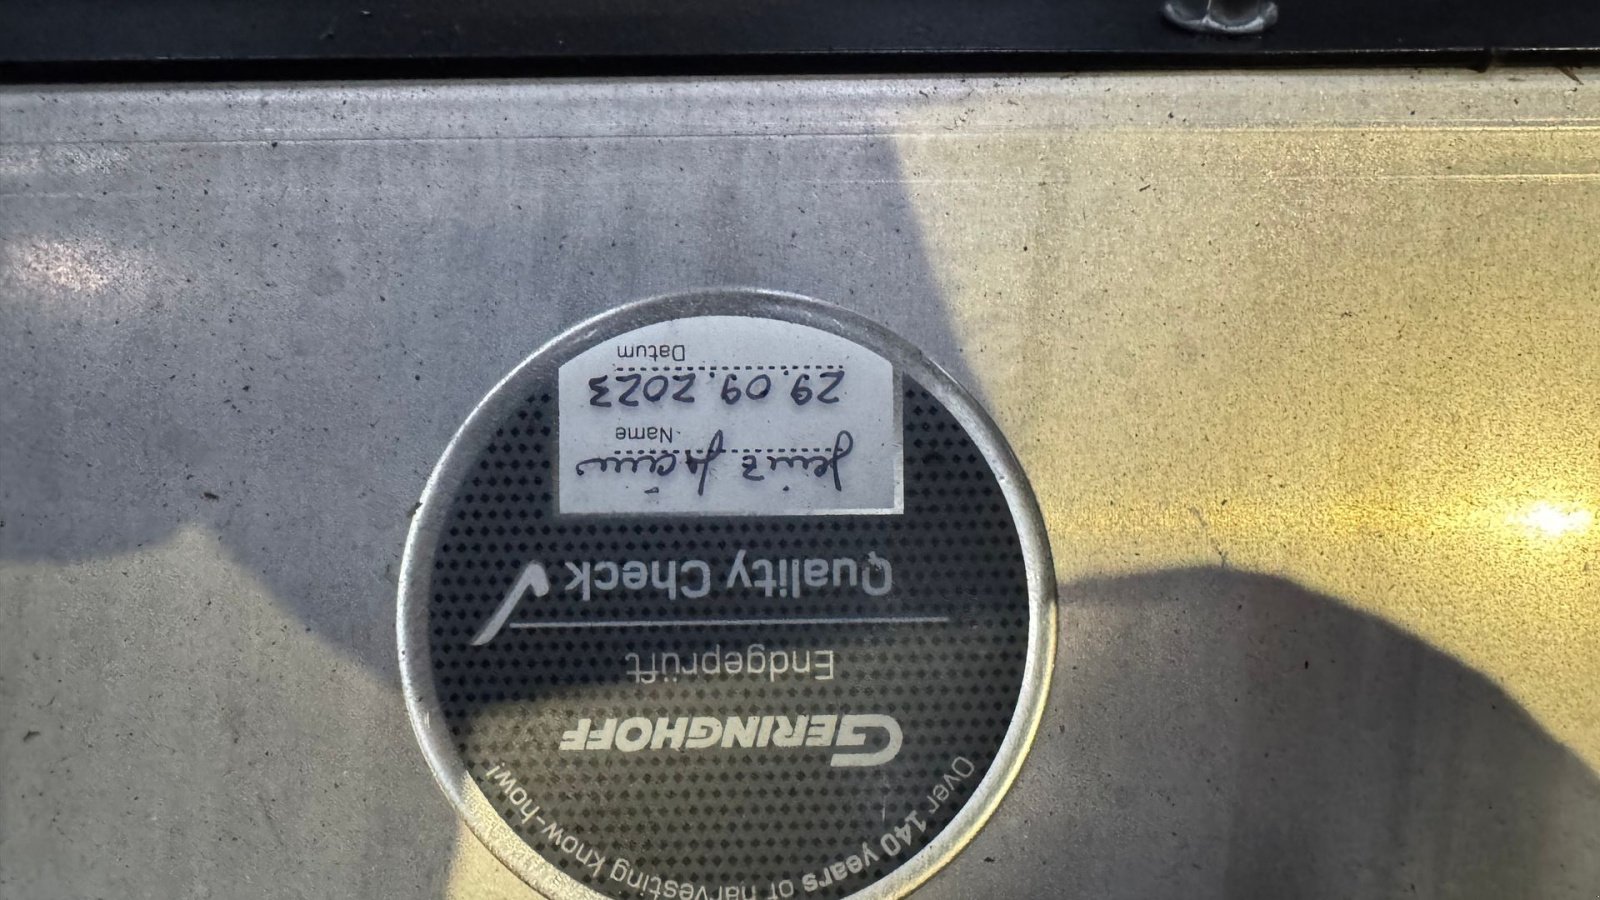 Over 140 years of harvesting know-how!
GERINGHOFF
Endgeprüft
Quality Check
Name
29.09.2023
Datum